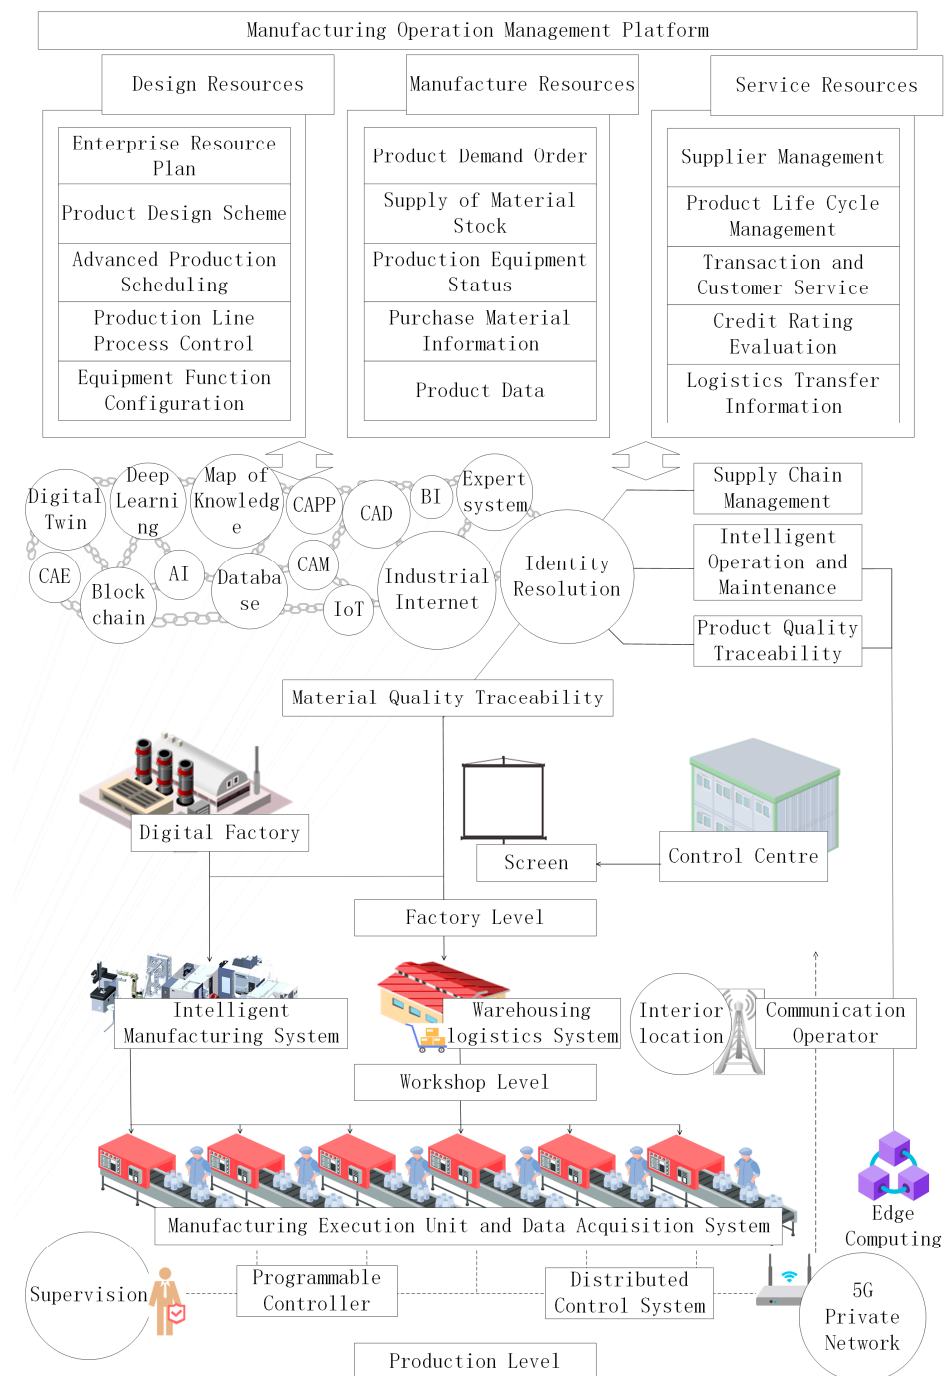 Manufacturing Operation Management Platform
Design Resources
Enterprise Resource
Plan
Product Design Scheme
Advanced Production
Scheduling
Production Line
Process Control
Equipment Function
Configuration
Manufacture Resources
Product Demand Order
Supply of Material
Stock
Production Equipment
Status
Purchase Material
Information
Product Data
Service Resources
Supplier Management
Product Life Cycle
Management
Transaction and
Customer Service
Credit Rating
Evaluation
Logistics Transfer
Information
Digital
Twin
Deep
Learni
ng
Map of
Knowledg
e
CAPP
CAD
BI
Expert
system
CAE
Block
chain
AI
Databa
se
CAM
IoT
Industrial
Internet
Identity
Resolution
Supply Chain
Management
Intelligent
Operation and
Maintenance
Product Quality
Traceability
Material Quality Traceability
Digital Factory
Screen
Control Centre
Factory Level
Intelligent
Manufacturing System
Warehousing
logistics System
Interior
location
Communication
Operator
Workshop Level
Manufacturing Execution Unit and Data Acquisition System
Edge
Computing
Supervision
Programmable
Controller
Distributed
Control System
5G
Private
Network
Production Level